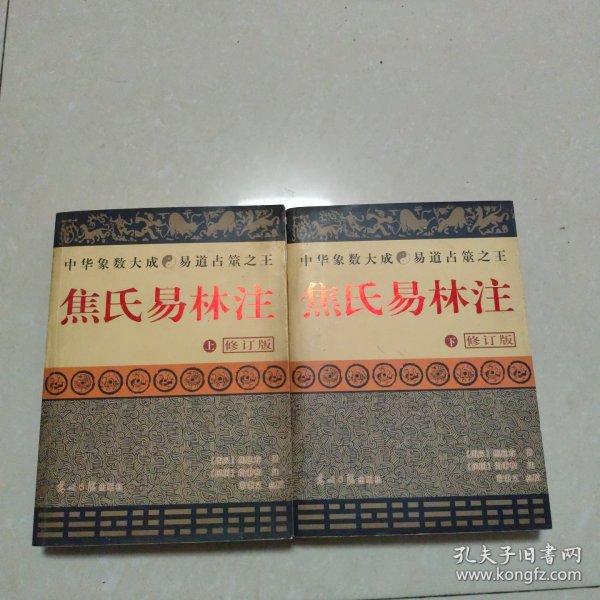 中华象数大成 易道占筮之王
焦氏易林注
上 修订版
中华象数大成 易道占筮之王
焦氏易林注
下 修订版
孔夫子旧书网
www.kongfz.com